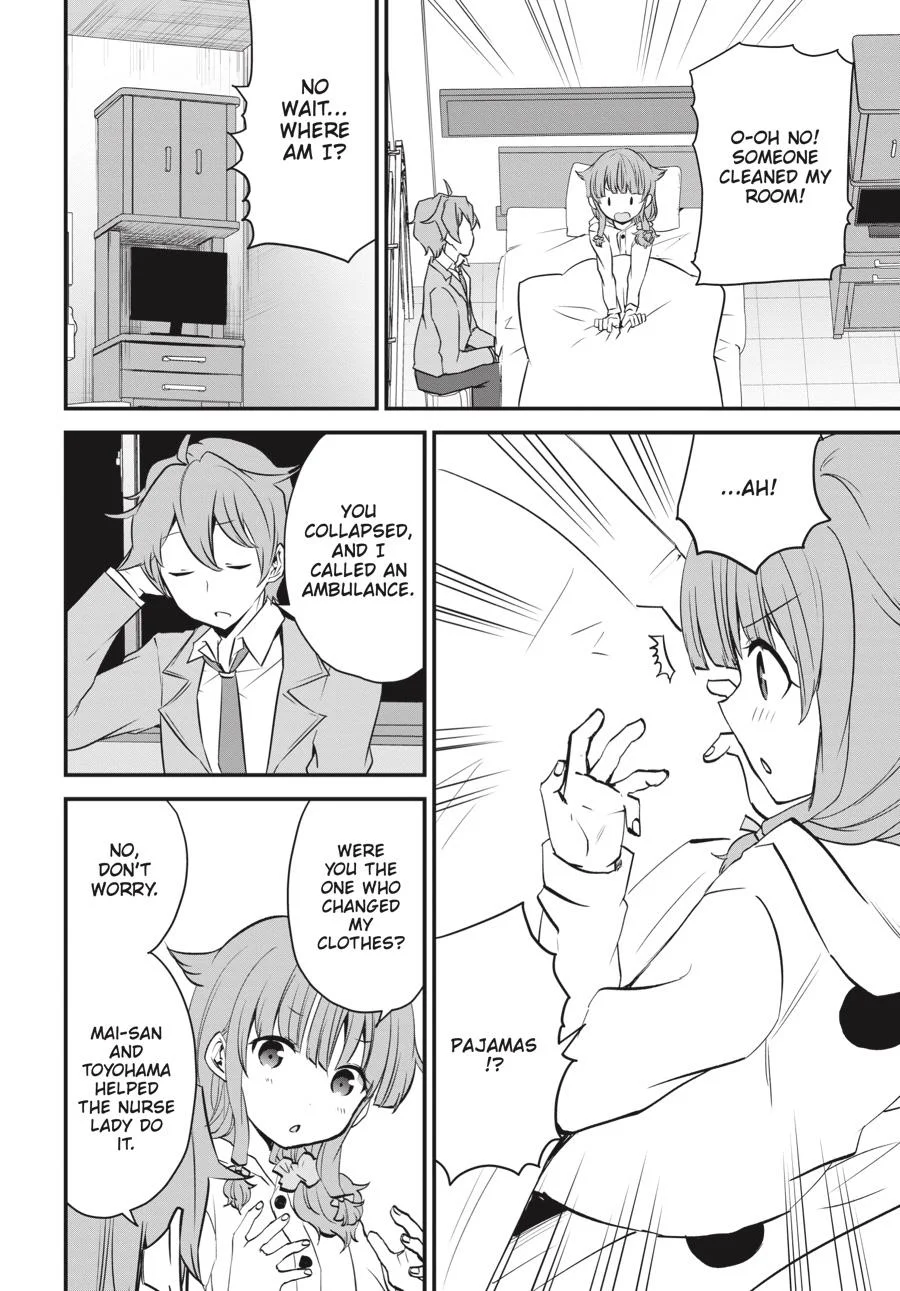 O-OH NO!
SOMEONE
CLEANED MY
ROOM!
NO
WAIT...
WHERE
AM I?
...AH!
PAJAMAS
!?
YOU
COLLAPSED,
AND I
CALLED AN
AMBULANCE.
WERE
YOU THE
ONE WHO
CHANGED
MY
CLOTHES?
NO,
DON'T
WORRY.
MAI-SAN
AND
TOYOHAMA
HELPED
THE NURSE
LADY DO
IT.